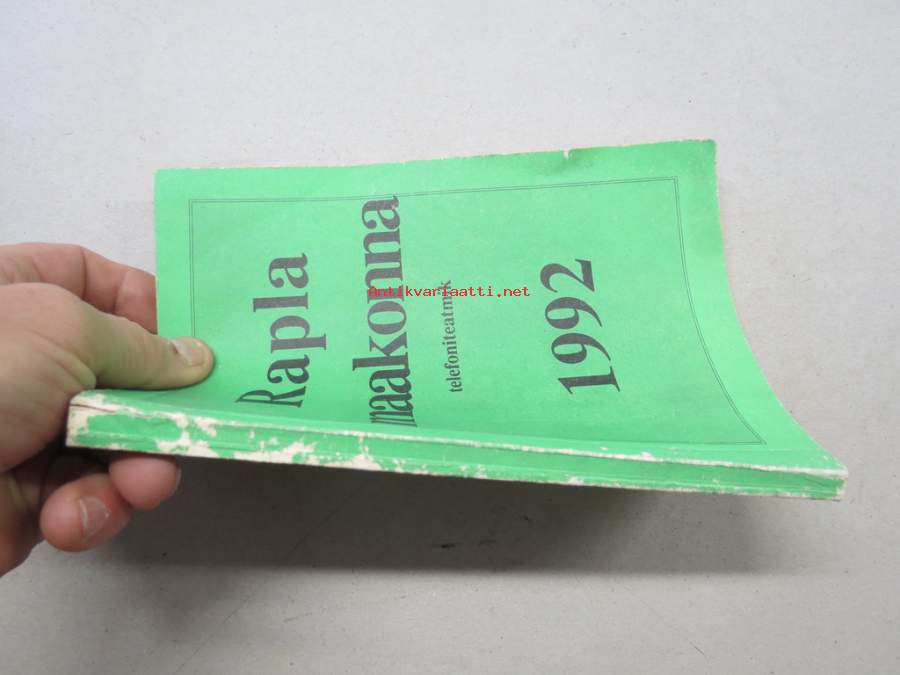 Rapla
maakonna
telefoniteatmik
1992
Antikvariaatti.net